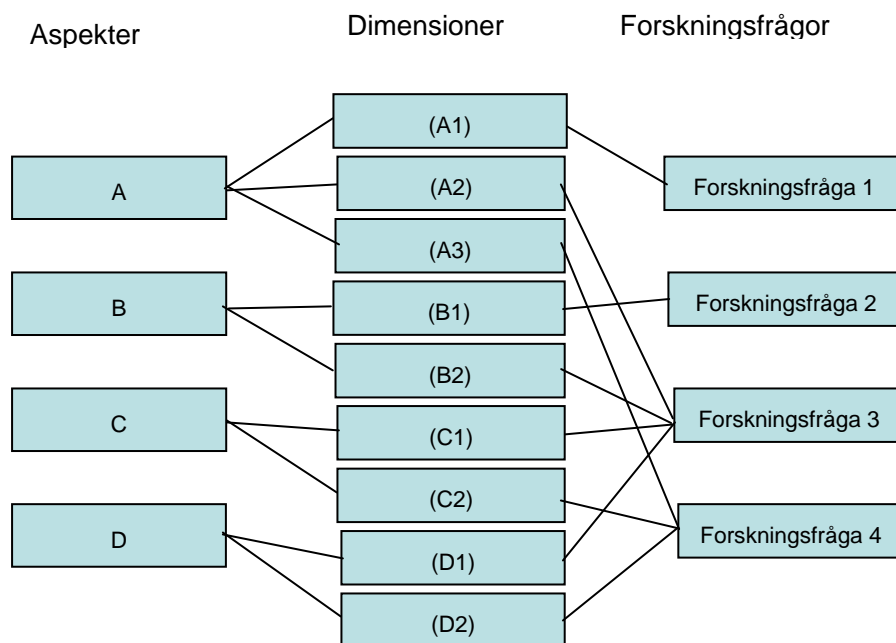 Aspekter
Dimensioner
Forskningsfrågor
A
B
C
D
(A1)
(A2)
(A3)
(B1)
(B2)
(C1)
(C2)
(D1)
(D2)
Forskningsfråga 1
Forskningsfråga 2
Forskningsfråga 3
Forskningsfråga 4